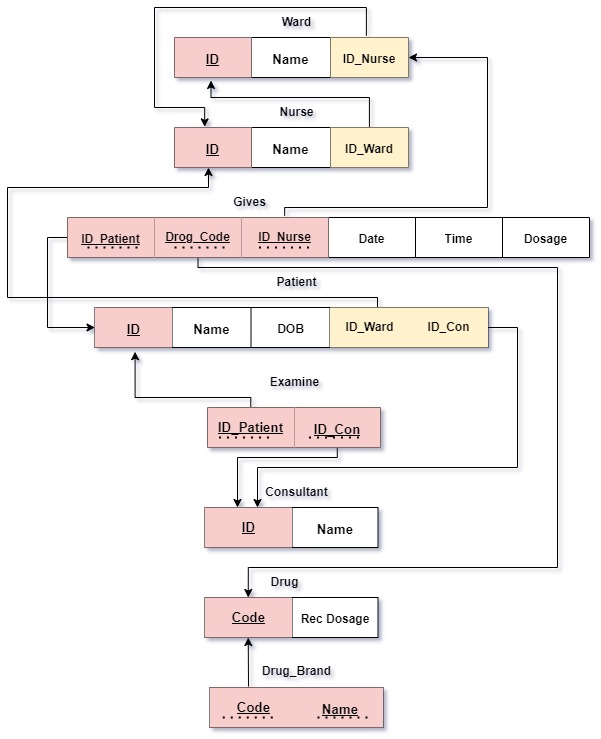 Ward
ID Name ID_Nurse
Nurse
ID Name ID_Ward
Gives
ID_Patient Drog_Code ID_Nurse Date Time Dosage
Patient
ID Name DOB ID_Ward ID_Con
Examine
ID_Patient ID_Con
Consultant
ID Name
Drug
Code Rec Dosage
Drug_Brand
Code Name